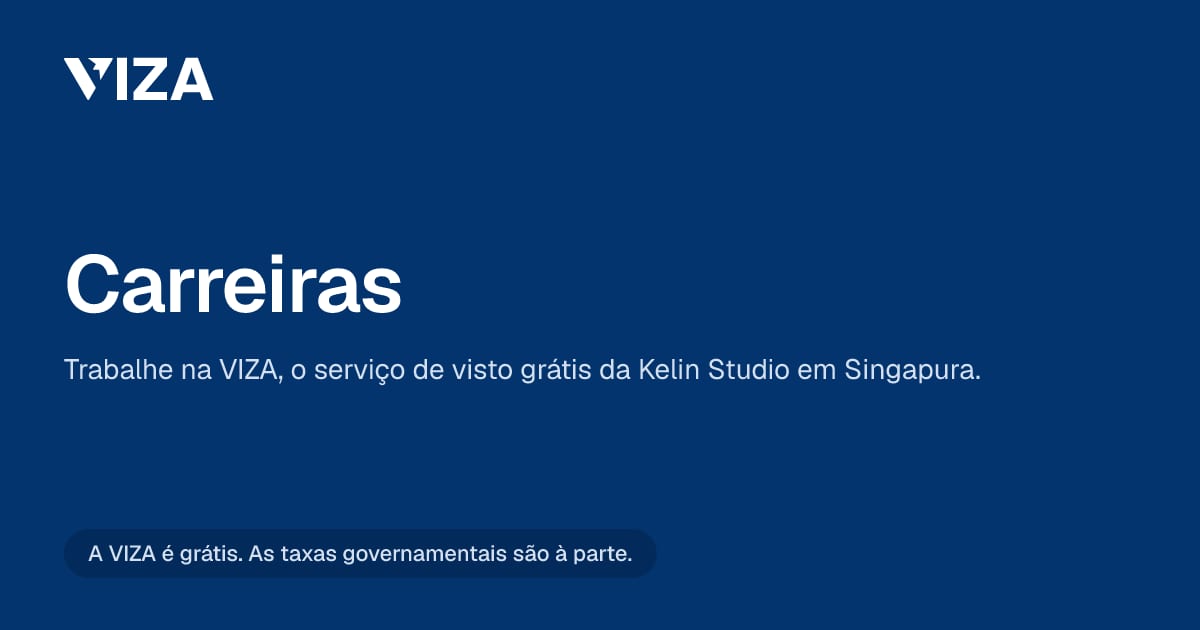 VIZA
Carreiras
Trabalhe na VIZA, o serviço de visto grátis da Kelin Studio em Singapura.
A VIZA é grátis. As taxas governamentais são à parte.